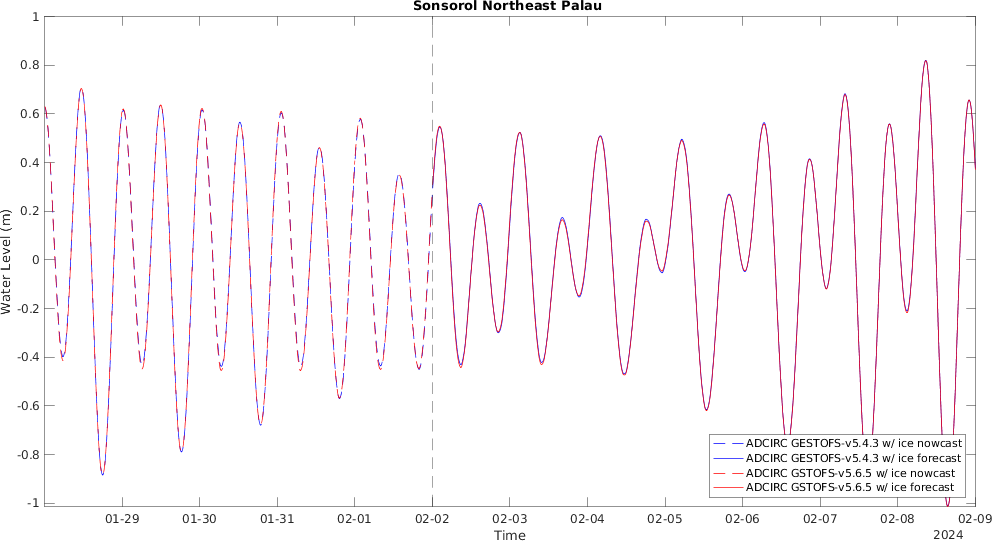 Sonsorol Northeast Palau
1
0.8
0.6
0.4
0.2
0
-0.2
-0.4
-0.6
-0.8
-1
Water Level (m)
ADCIRC GESTOFS-v5.4.3 w/ ice nowcast
ADCIRC GESTOFS-v5.4.3 w/ ice forecast
ADCIRC GSTOFS-v5.6.5 w/ ice nowcast
ADCIRC GSTOFS-v5.6.5 w/ ice forecast
01-29 01-30 01-31 02-01 02-02 02-03 02-04 02-05 02-06 02-07 02-08 02-09
Time
2024